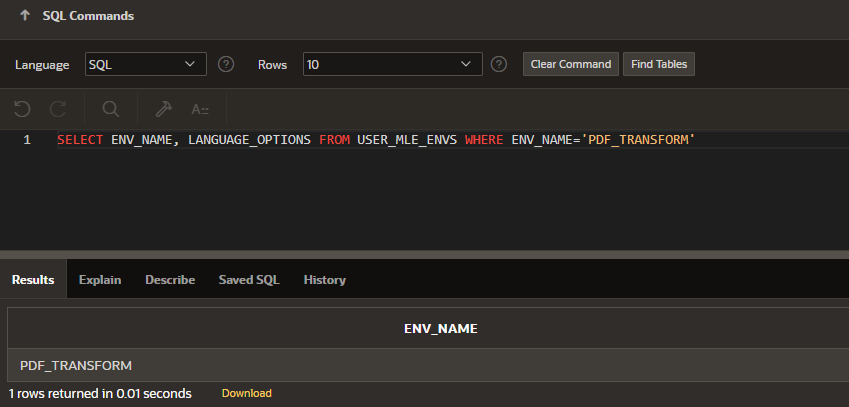 SQL Commands
Language SQL ? Rows 10 ? Clear Command Find Tables
A::
1 SELECT ENV_NAME, LANGUAGE_OPTIONS FROM USER_MLE_ENVS WHERE ENV_NAME='PDF_TRANSFORM'
Results Explain Describe Saved SQL History
ENV_NAME
PDF_TRANSFORM
1 rows returned in 0.01 seconds Download